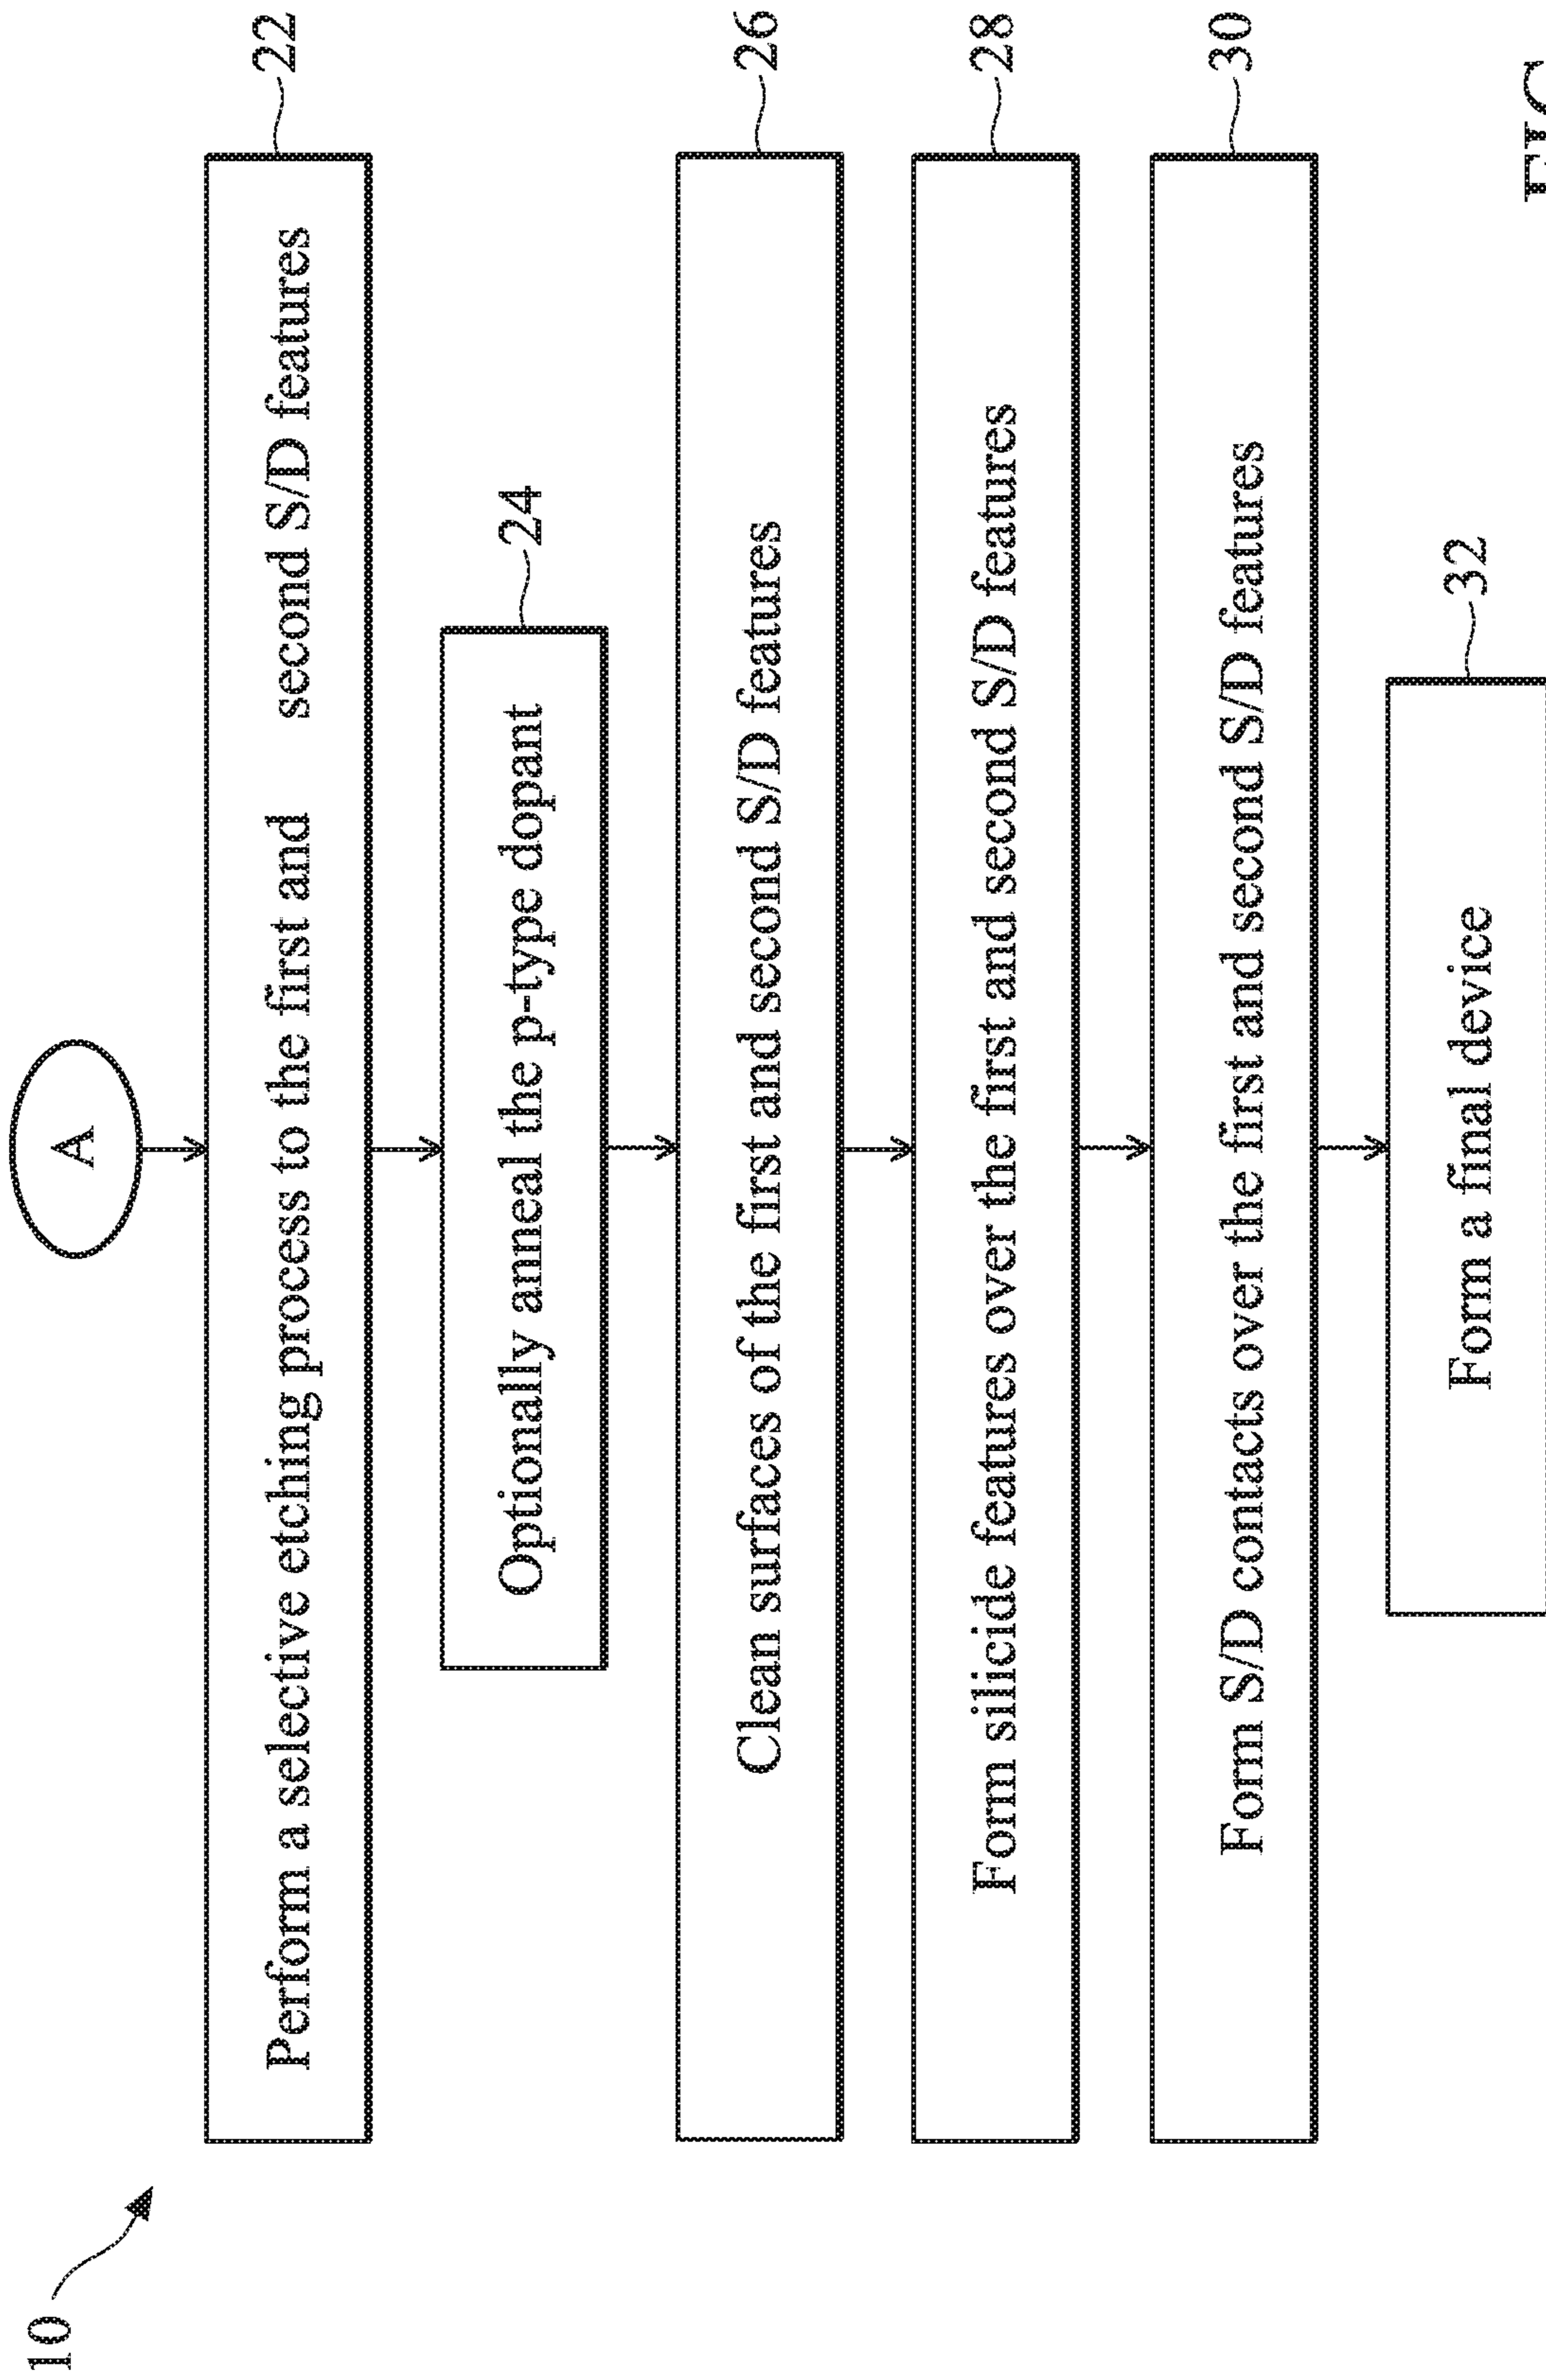 10
A
Perform a selective etching process to the first and second S/D features
22
Optionally anneal the p-type dopant
24
Clean surfaces of the first and second S/D features
26
Form silicide features over the first and second S/D features
28
Form S/D contacts over the first and second S/D features
30
Form a final device
32